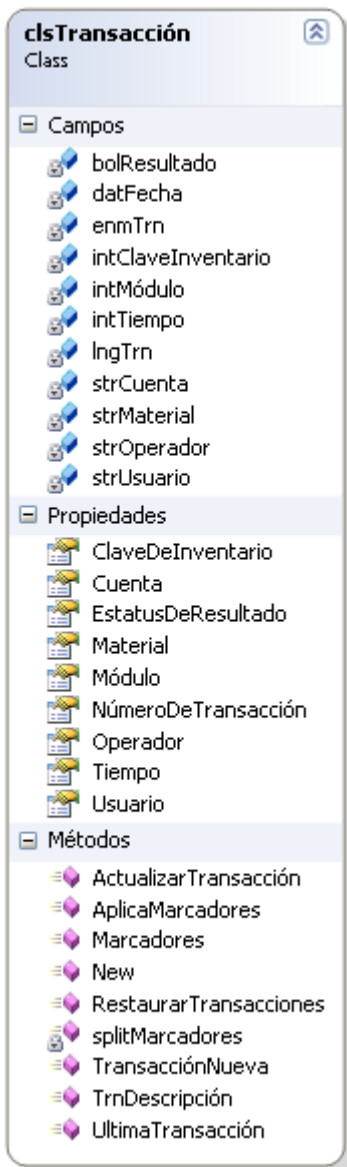 clsTransacción
Class
Campos
bolResultado
datFecha
enmTrn
intClaveInventario
intMódulo
intTiempo
lngTrn
strCuenta
strMaterial
strOperador
strUsuario
Propiedades
ClaveDeInventario
Cuenta
EstatusDeResultado
Material
Módulo
NúmeroDeTransacción
Operador
Tiempo
Usuario
Métodos
ActualizarTransacción
AplicaMarcadores
Marcadores
New
RestaurarTransacciones
splitMarcadores
TransacciónNueva
TrnDescripción
UltimaTransacción